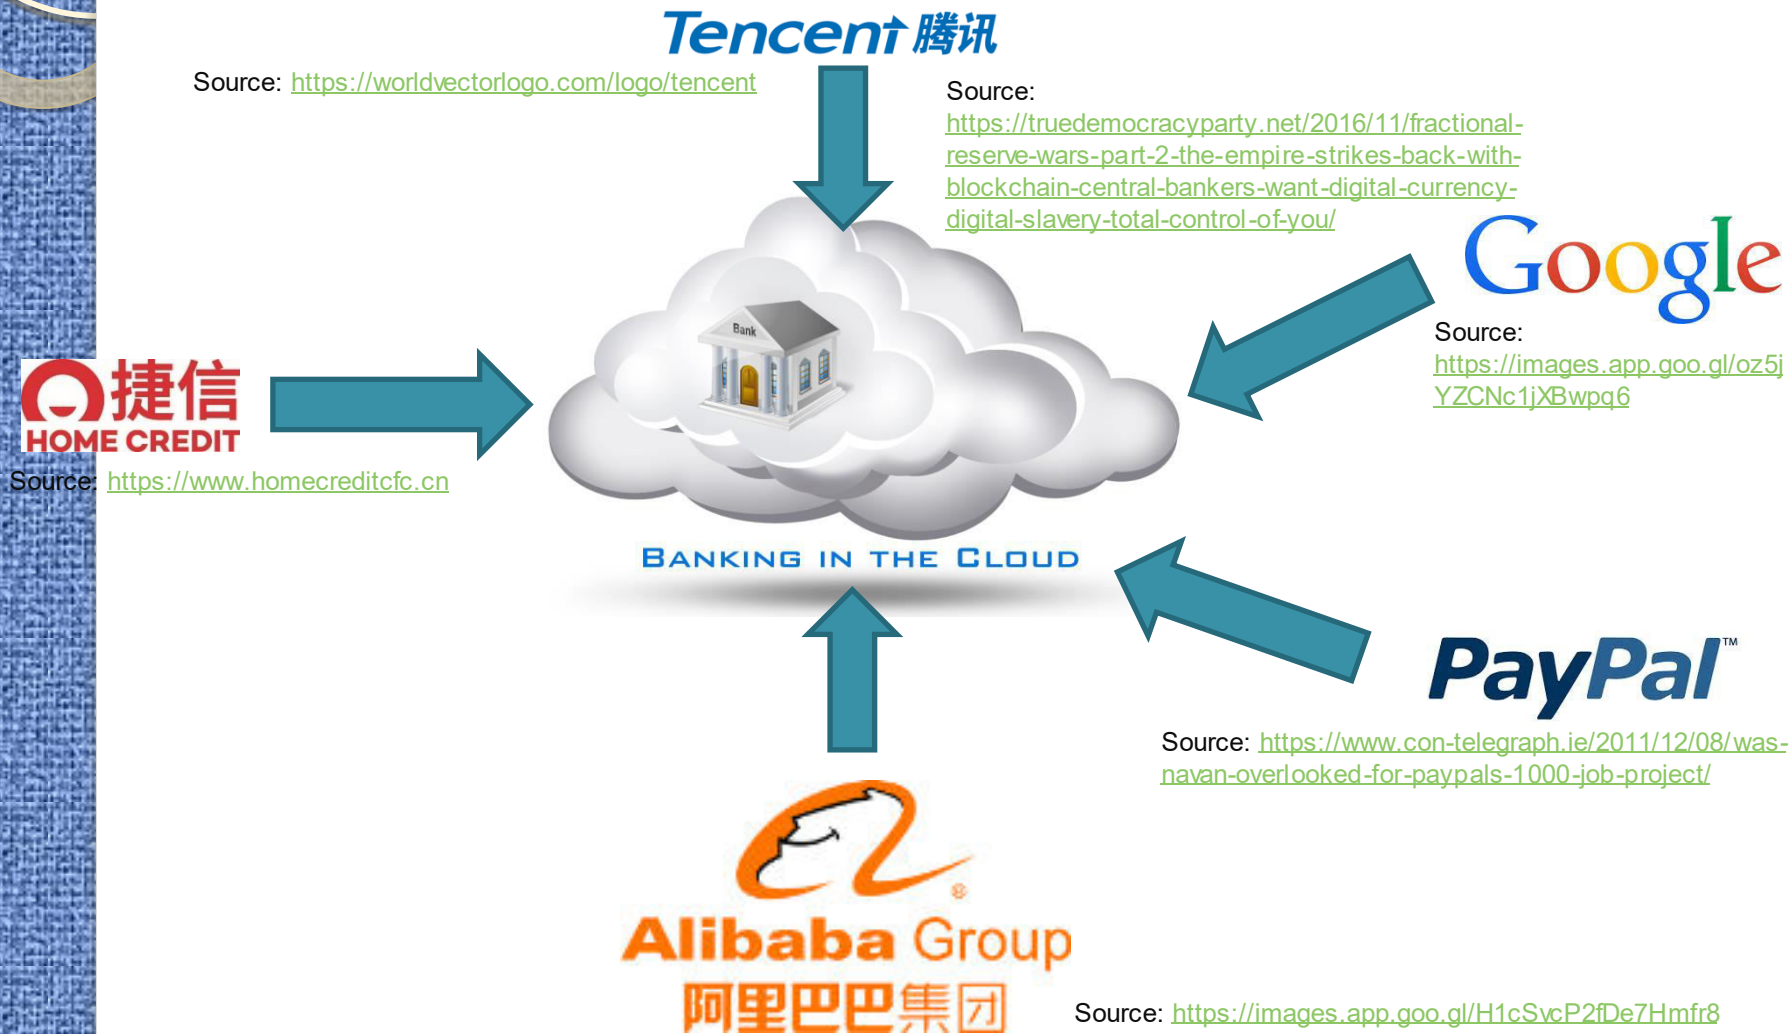 Tencent 腾讯
Source: https://worldvectorlogo.com/logo/tencent
Source:
https://truedemocracyparty.net/2016/11/fractional-
reserve-wars-part-2-the-empire-strikes-back-with-
blockchain-central-bankers-want-digital-currency-
digital-slavery-total-control-of-you/
Google
Source:
https://images.app.goo.gl/oz5j
YZCNc1jXBwpq6
Bank
捷信
HOME CREDIT
Source: https://www.homecreditcfc.cn
BANKING IN THE CLOUD
PayPal™
Source: https://www.con-telegraph.ie/2011/12/08/was-
navan-overlooked-for-paypals-1000-job-project/
®
Alibaba Group
阿里巴巴集团
Source: https://images.app.goo.gl/H1cSvcP2fDe7Hmfr8